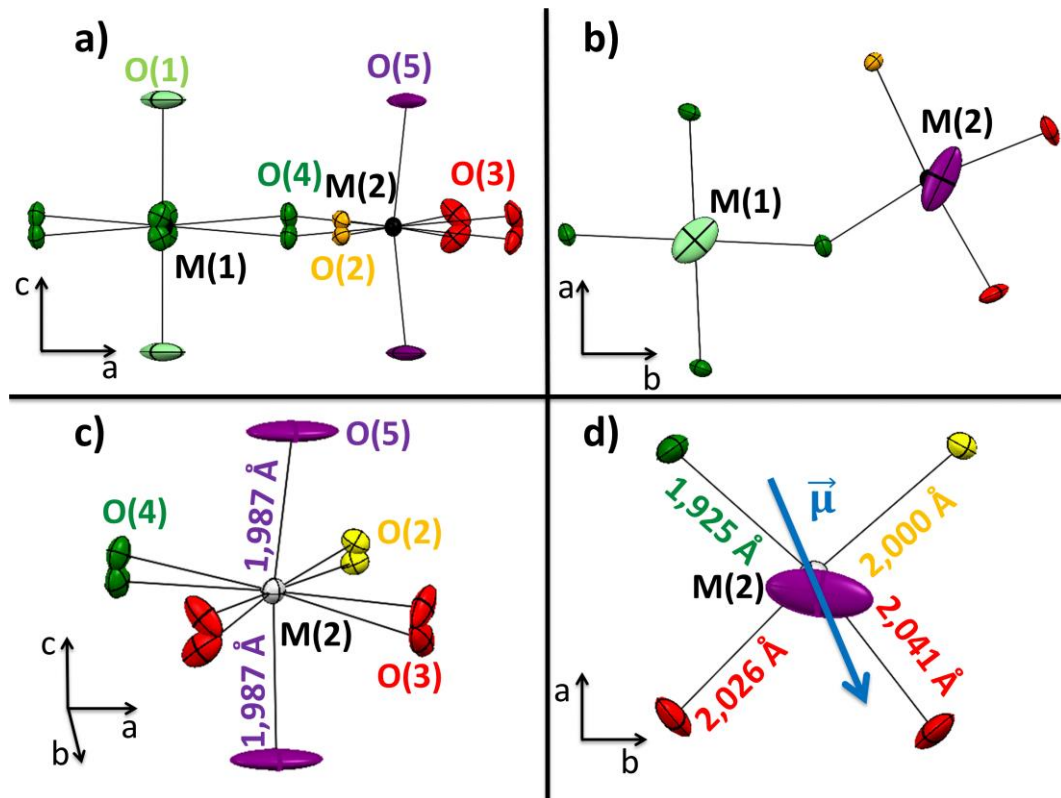 a)
O(1)
O(5)
O(4)
M(2)
O(3)
M(1)
O(2)
c
a
b)
M(2)
M(1)
a
b
c)
O(5)
1,987 Å
O(4)
O(2)
M(2)
O(3)
1,987 Å
c
a
b
d)
μ⃗
1,925 Å
2,000 Å
M(2)
2,026 Å
2,041 Å
a
b